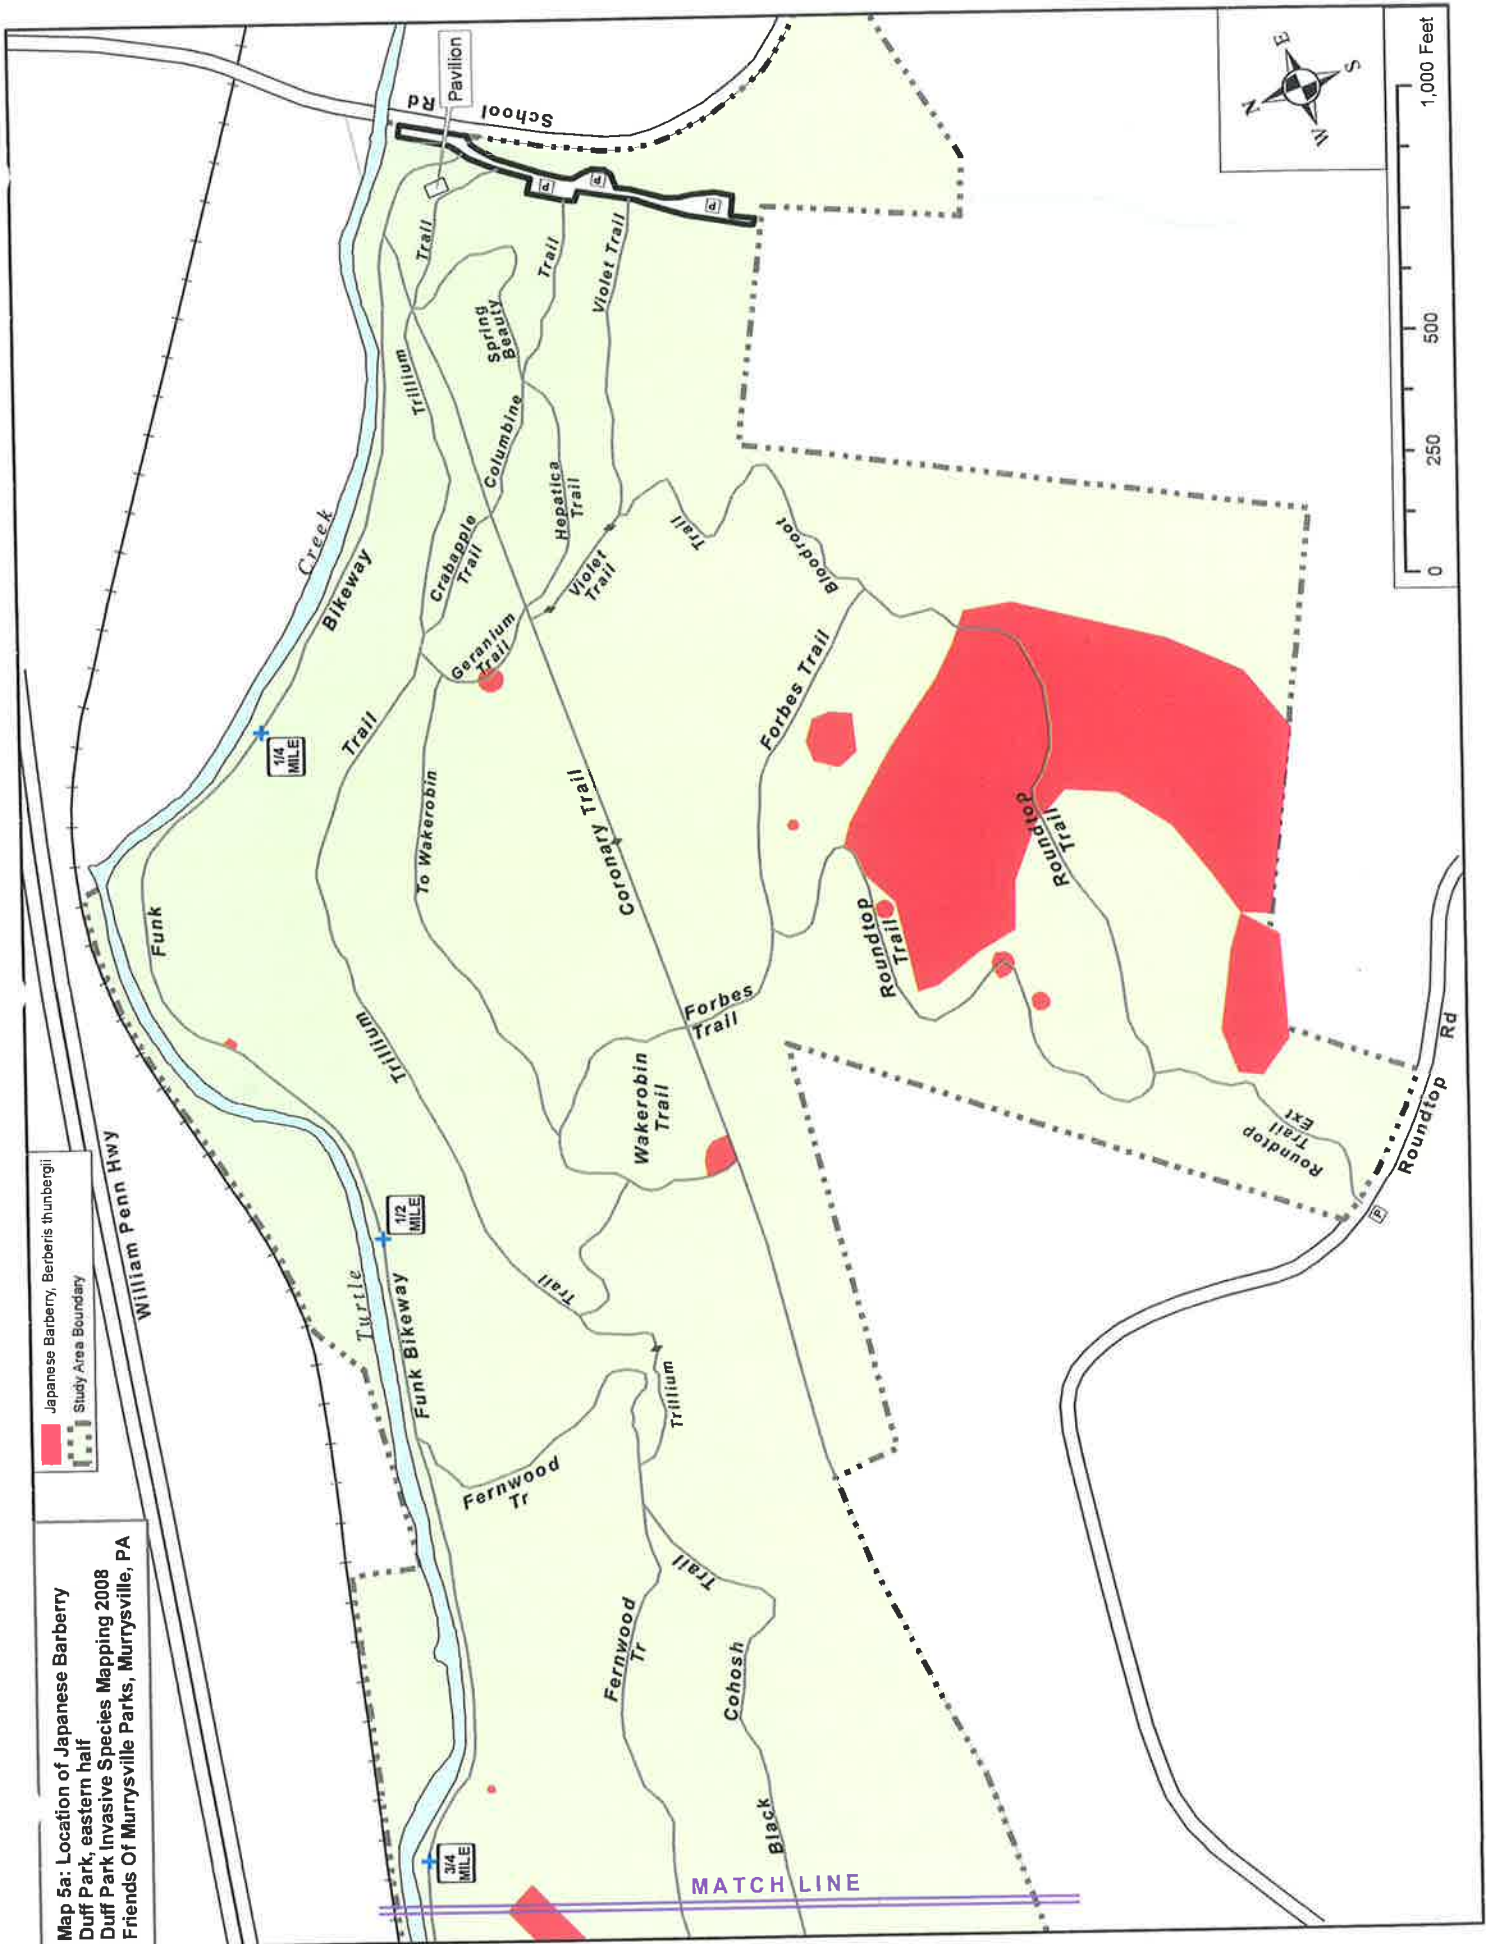 Map 5a: Location of Japanese Barberry
Duff Park, eastern half
Duff Park Invasive Species Mapping 2008
Friends Of Murrysville Parks, Murrysville, PA
Japanese Barberry, Berberis thunbergii
Study Area Boundary
William Penn Hwy
Turtle
Creek
Funk
Bikeway
Funk Bikeway
1/4
MILE
1/2
MILE
3/4
MILE
School
Rd
Pavilion
P
P
P
Trail
Trillium
Trail
Trillium
Trail
Trillium
Spring
Beauty
Trail
Columbine
Crabapple
Trail
Hepatica
Trail
Violet Trail
Violet
Trail
Geranium
Trail
To Wakerobin
Coronary Trail
Trail
Bloodroot
Forbes Trail
Forbes
Trail
Wakerobin
Trail
Roundtop
Trail
Roundtop
Trail
Roundtop
Trail
Ext
P
Roundtop
Rd
Fernwood
Tr
Fernwood
Tr
Trail
Cohosh
Black
MATCH LINE
N
E
S
W
0
250
500
1,000 Feet